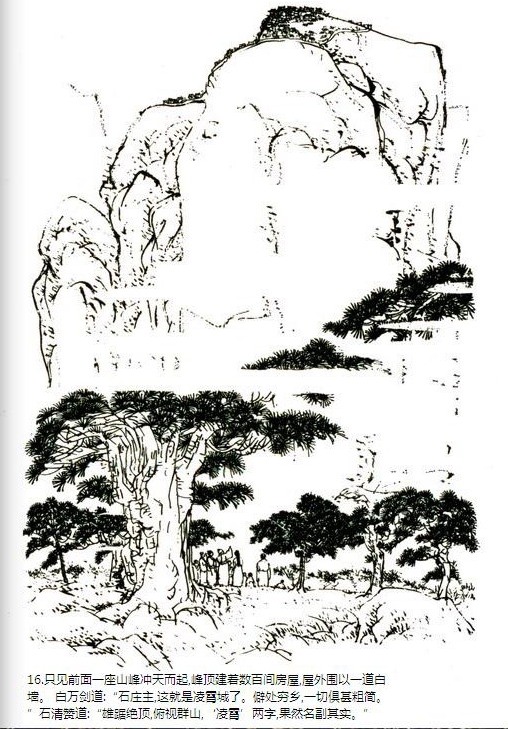 16.只见前面一座山峰冲天而起,峰顶建着数百间房屋,屋外围以一道白
墙。 白万剑道:“石庄主,这就是凌霄城了。僻处穷乡,一切俱甚粗简。
”石清赞道:“雄踞绝顶,俯视群山,‘凌霄’两字,果然名副其实。”